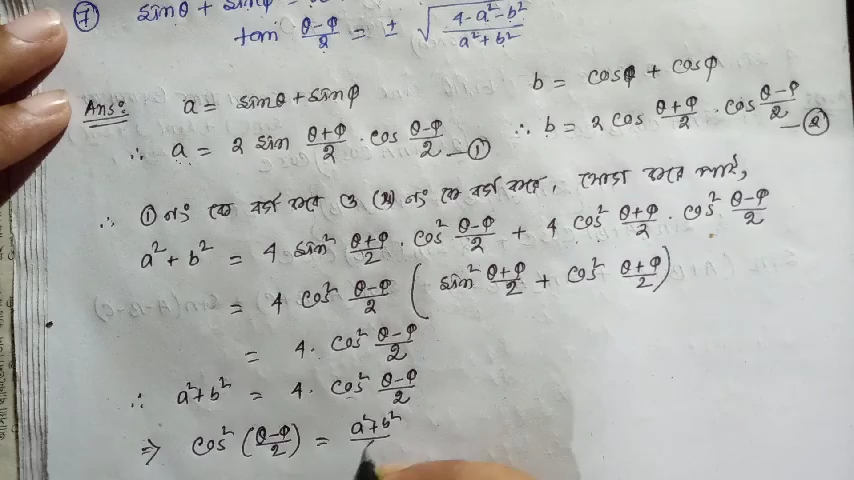 ⑦ sinθ + sinφ =
tan (θ-φ)/2 = ± √((4-a²-b²)/(a²+b²))
Ans: a = sinθ + sinφ b = cosφ + cosφ
∴ a = 2 sin (θ+φ)/2 · cos (θ-φ)/2 —① ∴ b = 2 cos (θ+φ)/2 · cos (θ-φ)/2 —②
∴ ① নং কে বর্গ করে ও (২) নং কে বর্গ করে, যোগ করে পাই,
a² + b² = 4 sin² (θ+φ)/2 · cos² (θ-φ)/2 + 4 cos² (θ+φ)/2 · cos² (θ-φ)/2
= 4 cos² (θ-φ)/2 ( sin² (θ+φ)/2 + cos² (θ+φ)/2 )
= 4 · cos² (θ-φ)/2
∴ a²+b² = 4 · cos² (θ-φ)/2
⇒ cos² ((θ-φ)/2) = a²+b²